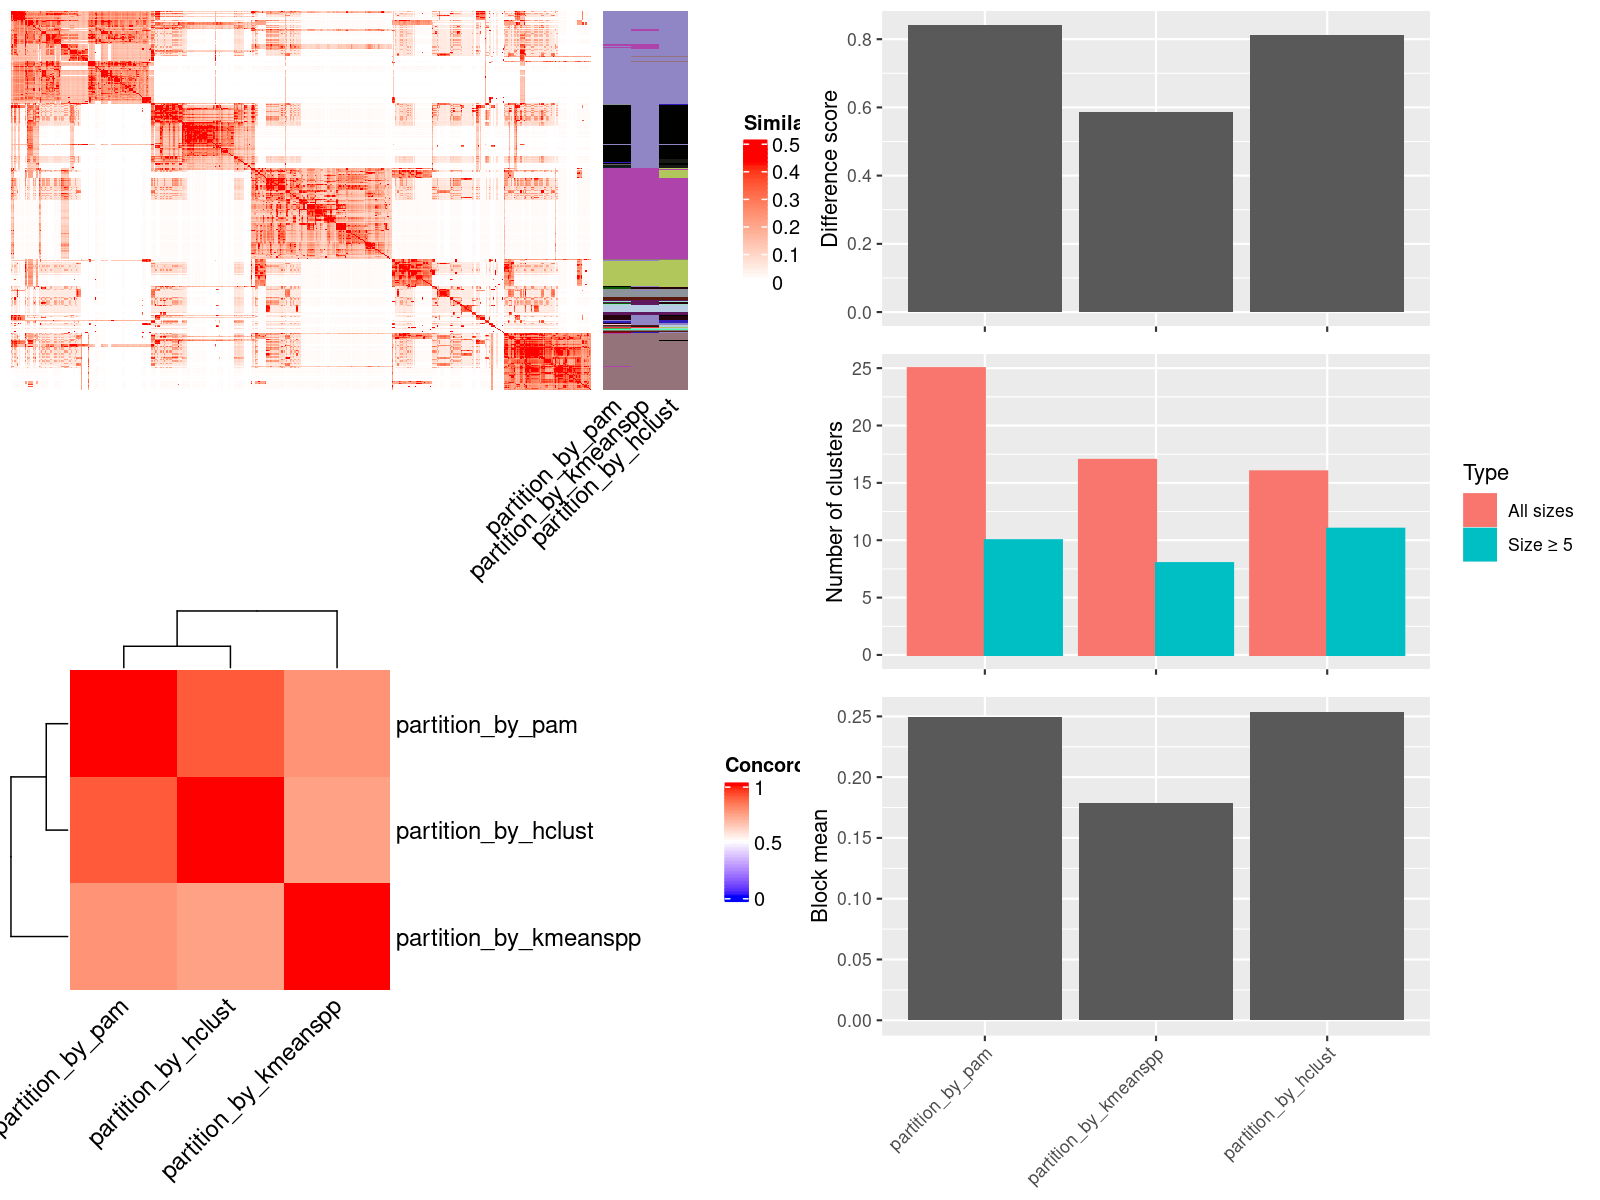 Simila
0.5
0.4
0.3
0.2
0.1
0
partition_by_pam
partition_by_kmeanspp
partition_by_hclust
partition_by_pam
partition_by_hclust
partition_by_kmeanspp
partition_by_pam
partition_by_hclust
partition_by_kmeanspp
Concord
1
0.5
0
Difference score
0.8
0.6
0.4
0.2
0.0
Number of clusters
25
20
15
10
5
0
Type
All sizes
Size ≥ 5
Block mean
0.25
0.20
0.15
0.10
0.05
0.00
partition_by_pam
partition_by_kmeanspp
partition_by_hclust